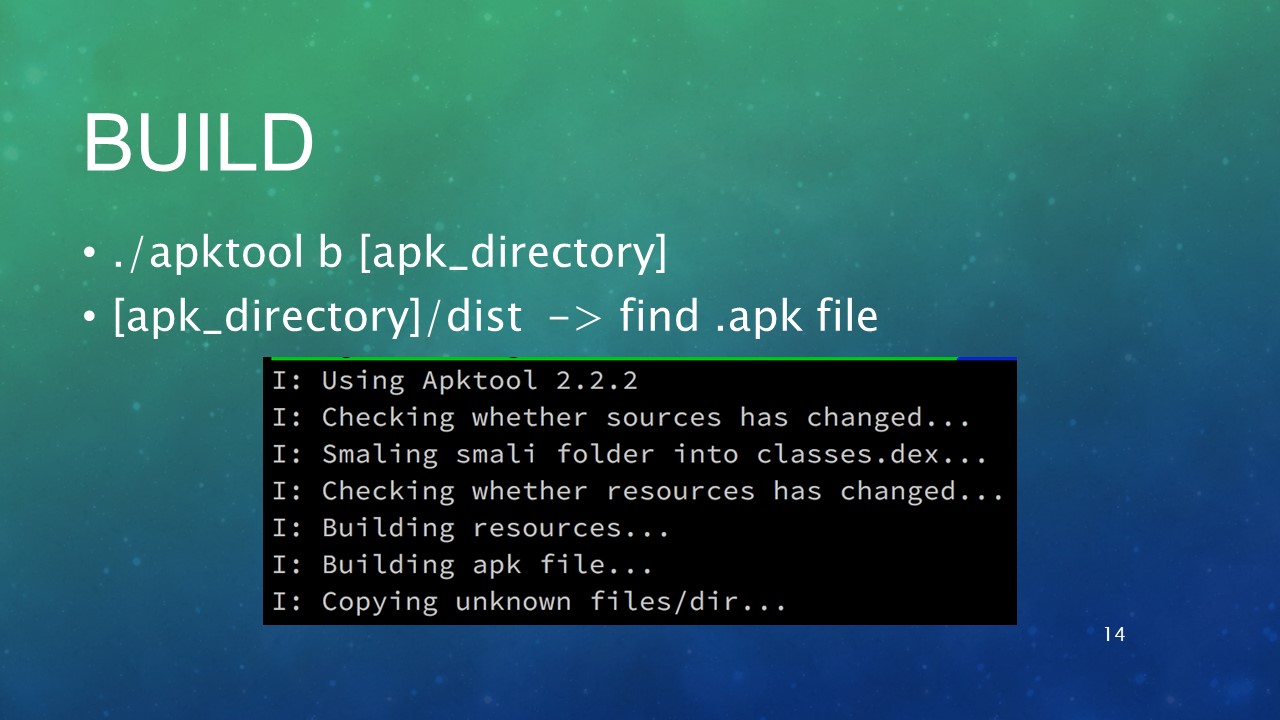 BUILD
• ./apktool b [apk_directory]
• [apk_directory]/dist -> find .apk file
I: Using Apktool 2.2.2
I: Checking whether sources has changed...
I: Smaling smali folder into classes.dex...
I: Checking whether resources has changed...
I: Building resources...
I: Building apk file...
I: Copying unknown files/dir...
14